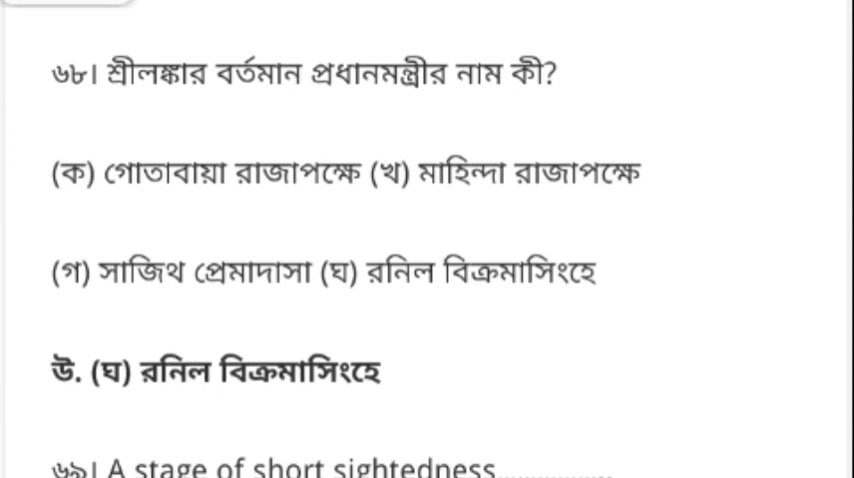 ৬৮। শ্রীলঙ্কার বর্তমান প্রধানমন্ত্রীর নাম কী?
(ক) গোতাবায়া রাজাপক্ষে (খ) মাহিন্দা রাজাপক্ষে
(গ) সাজিথ প্রেমাদাসা (ঘ) রনিল বিক্রমাসিংহে
উ. (ঘ) রনিল বিক্রমাসিংহে
৬৯। A stage of short sightedness..................